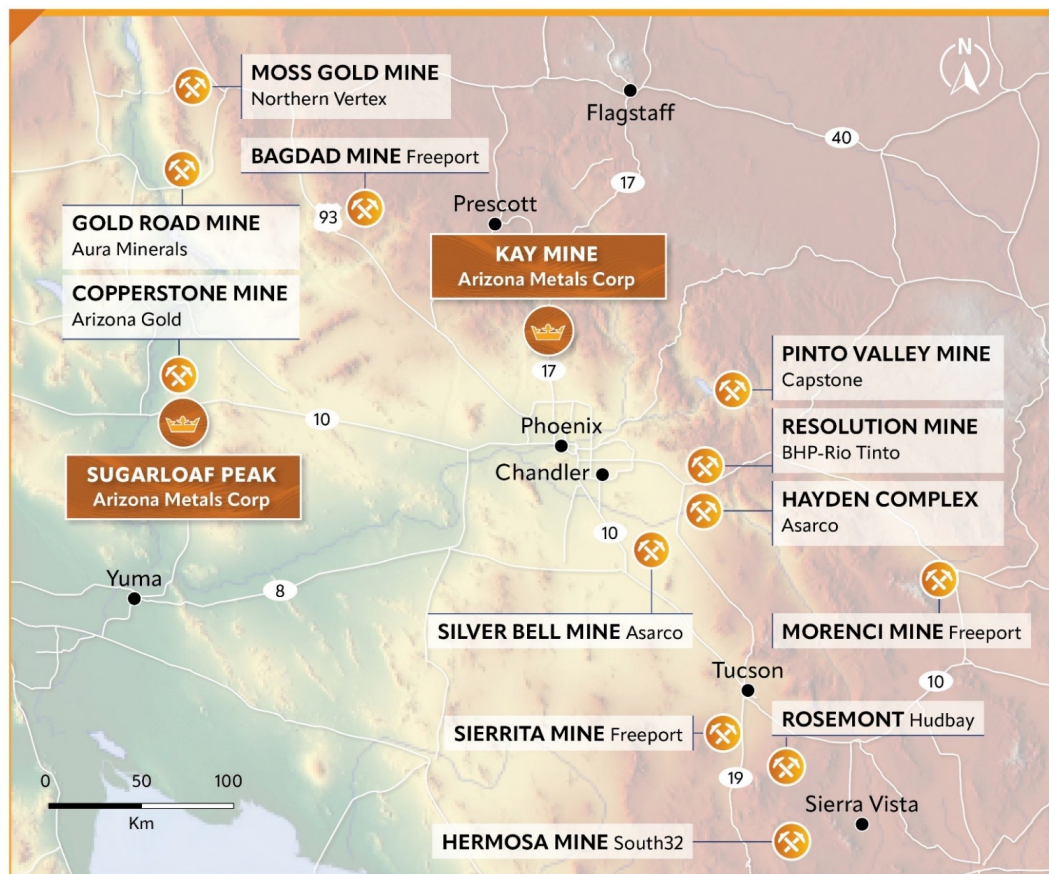 N
MOSS GOLD MINE
Northern Vertex
Flagstaff
40
BAGDAD MINE Freeport
17
GOLD ROAD MINE
Aura Minerals
93
Prescott
KAY MINE
Arizona Metals Corp
COPPERSTONE MINE
Arizona Gold
17
PINTO VALLEY MINE
Capstone
10
Phoenix
RESOLUTION MINE
BHP-Rio Tinto
SUGARLOAF PEAK
Arizona Metals Corp
Chandler
HAYDEN COMPLEX
Asarco
10
Yuma
8
SILVER BELL MINE Asarco
MORENCI MINE Freeport
Tucson
10
SIERRITA MINE Freeport
ROSEMONT Hudbay
19
0 50 100
Km
Sierra Vista
HERMOSA MINE South32